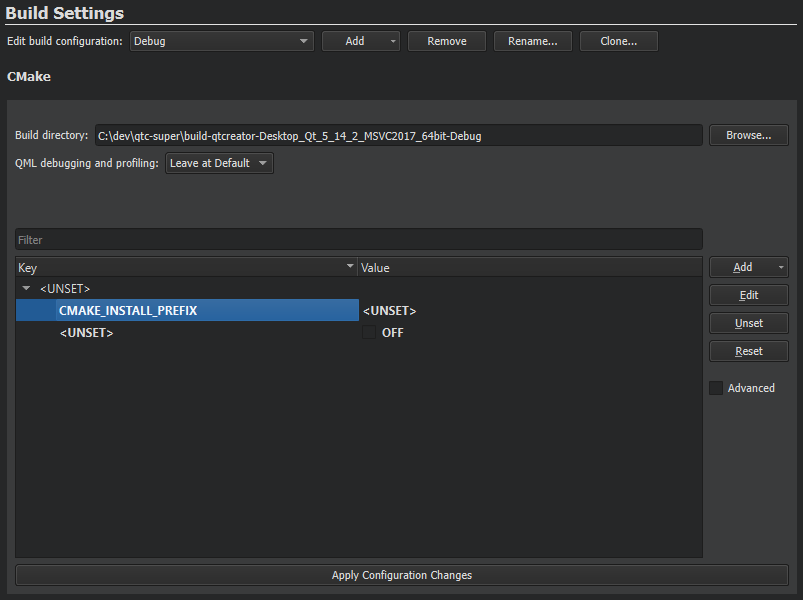 Build Settings
Edit build configuration: Debug Add Remove Rename... Clone...
CMake
Build directory: C:\dev\qtc-super\build-qtcreator-Desktop_Qt_5_14_2_MSVC2017_64bit-Debug Browse...
QML debugging and profiling: Leave at Default
Filter
Key Value Add
<UNSET>
Edit
CMAKE_INSTALL_PREFIX <UNSET>
Unset
<UNSET> OFF
Reset
Advanced
Apply Configuration Changes